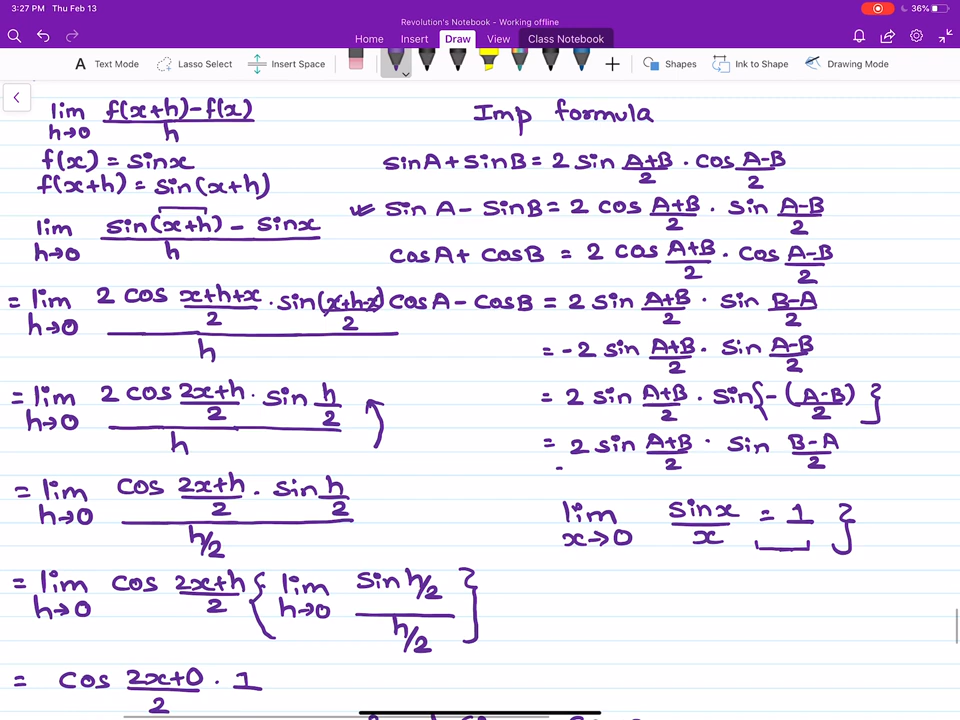 3:27 PM Thu Feb 13
36%
Revolution's Notebook - Working offline
Home Insert Draw View Class Notebook
Text Mode Lasso Select Insert Space Shapes Ink to Shape Drawing Mode
lim h→0 f(x+h)-f(x) / h
f(x) = sinx
f(x+h) = sin(x+h)
lim h→0 sin(x+h) - sinx / h
= lim h→0 2 cos x+h+x / 2 · sin(x+h-x) / 2 / h
= lim h→0 2 cos 2x+h / 2 · sin h / 2 / h
= lim h→0 cos 2x+h / 2 · sin h / 2 / h/2
= lim h→0 cos 2x+h / 2 { lim h→0 sin h/2 / h/2 }
= cos 2x+0 / 2 · 1
Imp formula
sinA + sinB = 2 sin A+B / 2 · cos A-B / 2
sin A - sinB = 2 cos A+B / 2 · sin A-B / 2
cosA + cosB = 2 cos A+B / 2 · cos A-B / 2
cosA - cosB = 2 sin A+B / 2 · sin B-A / 2
= -2 sin A+B / 2 · sin A-B / 2
= 2 sin A+B / 2 · sin{ - (A-B) / 2 }
= 2 sin A+B / 2 · sin B-A / 2
lim x→0 sinx / x = 1 }